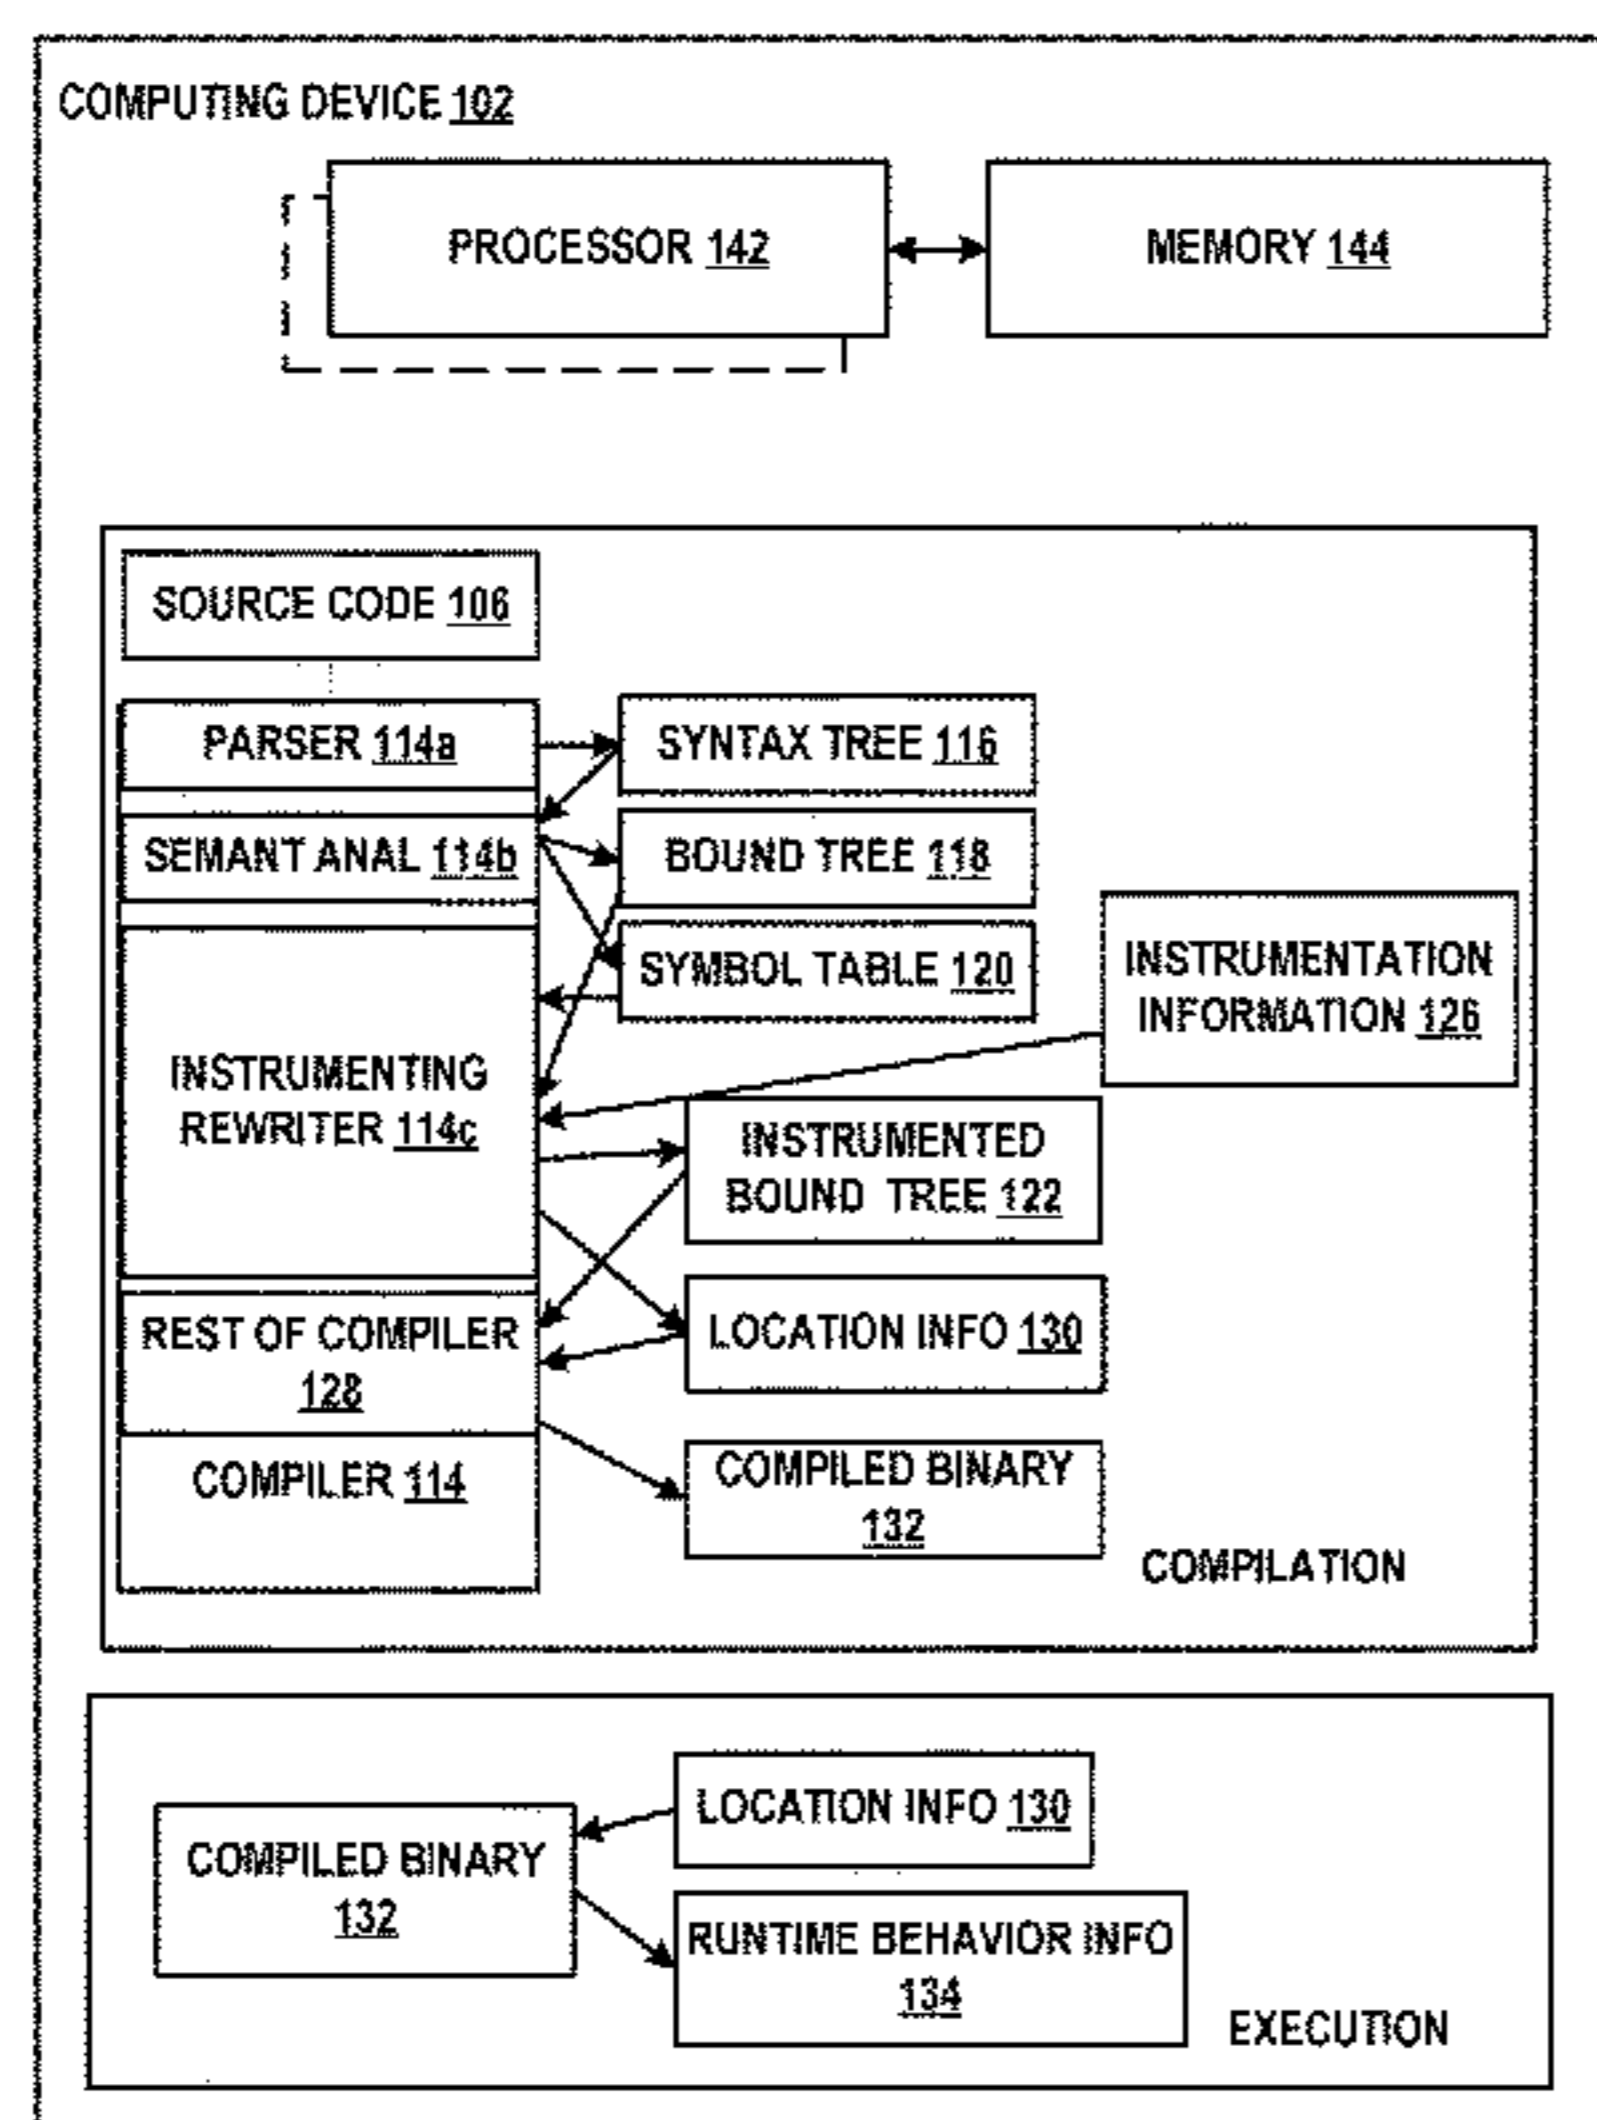 COMPUTING DEVICE 102
PROCESSOR 142
MEMORY 144
SOURCE CODE 106
PARSER 114a
SYNTAX TREE 116
SEMANT ANAL 114b
BOUND TREE 118
SYMBOL TABLE 120
INSTRUMENTATION
INFORMATION 126
INSTRUMENTING
REWRITER 114c
INSTRUMENTED
BOUND TREE 122
REST OF COMPILER
128
LOCATION INFO 130
COMPILER 114
COMPILED BINARY
132
COMPILATION
LOCATION INFO 130
COMPILED BINARY
132
RUNTIME BEHAVIOR INFO
134
EXECUTION